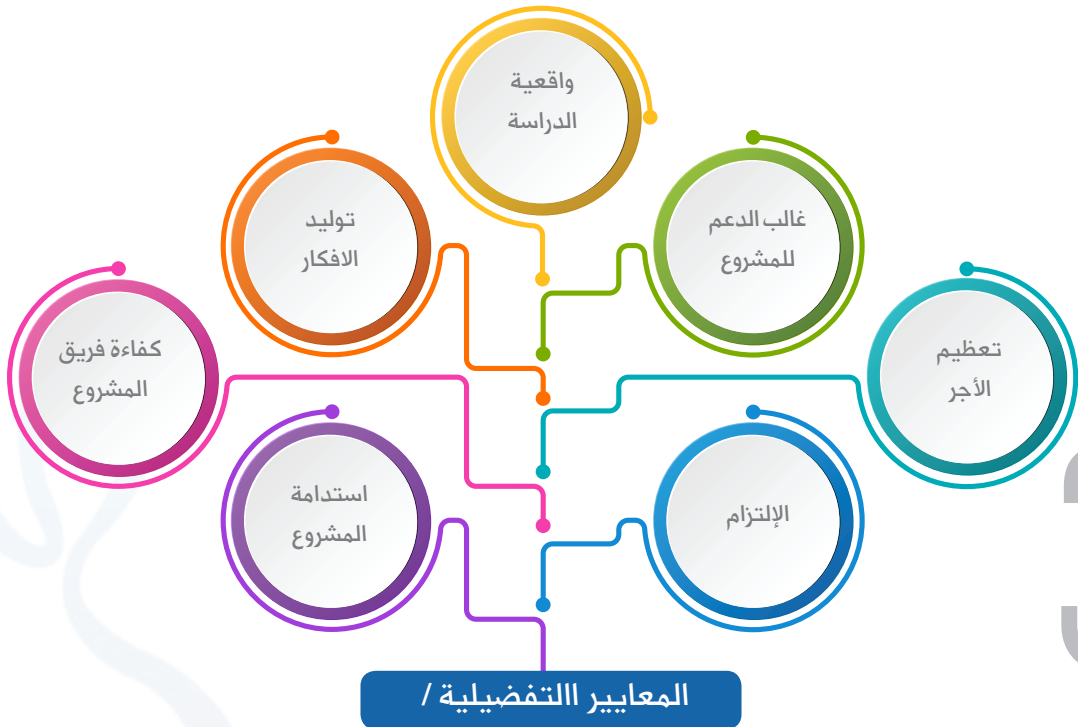 واقعية
الدراسة
غالب الدعم
للمشروع
توليد
الافكار
تعظيم
الأجر
كفاءة فريق
المشروع
الإلتزام
استدامة
المشروع
المعايير االتفضيلية /